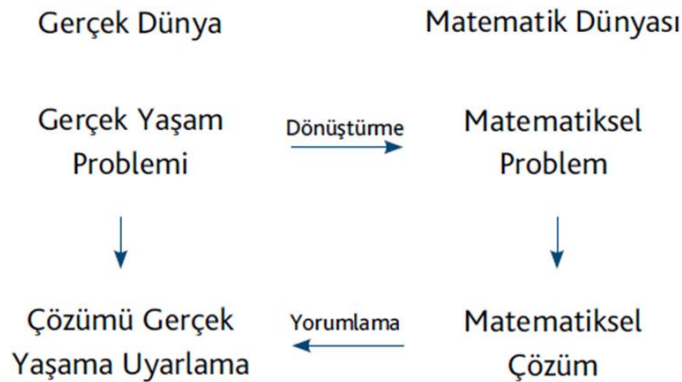 Gerçek Dünya
Matematik Dünyası
Gerçek Yaşam
Problemi
Dönüştürme
Matematiksel
Problem
Çözümü Gerçek
Yaşama Uyarlama
Yorumlama
Matematiksel
Çözüm